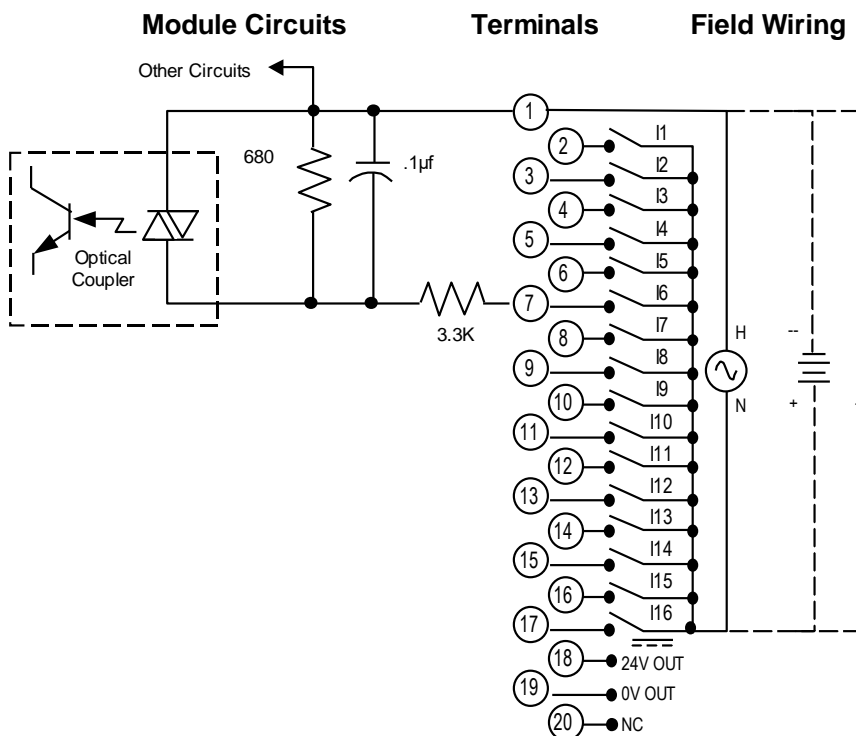 Module Circuits
Terminals
Field Wiring
Other Circuits
680
.1µf
Optical
Coupler
3.3K
1
2
I1
3
I2
4
I3
5
I4
6
I5
7
I6
8
I7
9
I8
10
I9
11
I10
12
I11
13
I12
14
I13
15
I14
16
I15
17
I16
18
24V OUT
19
0V OUT
20
NC
H
N
--
+